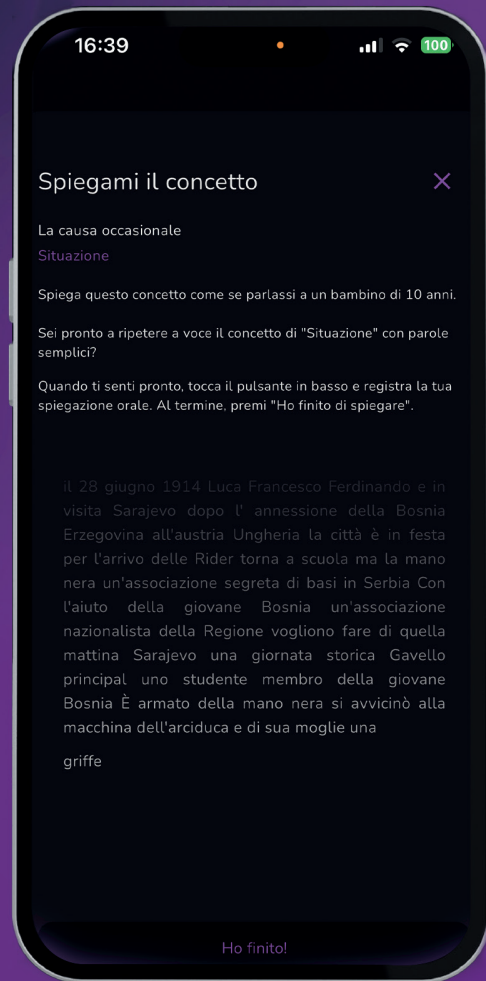 16:39
100
Spiegami il concetto
La causa occasionale
Situazione
Spiega questo concetto come se parlassi a un bambino di 10 anni.
Sei pronto a ripetere a voce il concetto di "Situazione" con parole
semplici?
Quando ti senti pronto, tocca il pulsante in basso e registra la tua
spiegazione orale. Al termine, premi "Ho finito di spiegare".
il 28 giugno 1914 Luca Francesco Ferdinando e in
visita Sarajevo dopo l' annessione della Bosnia
Erzegovina all'austria Ungheria la città è in festa
per l'arrivo delle Rider torna a scuola ma la mano
nera un'associazione segreta di basi in Serbia Con
l'aiuto della giovane Bosnia un'associazione
nazionalista della Regione vogliono fare di quella
mattina Sarajevo una giornata storica Gavello
principal uno studente membro della giovane
Bosnia È armato della mano nera si avvicinò alla
macchina dell'arciduca e di sua moglie una
griffe
Ho finito!